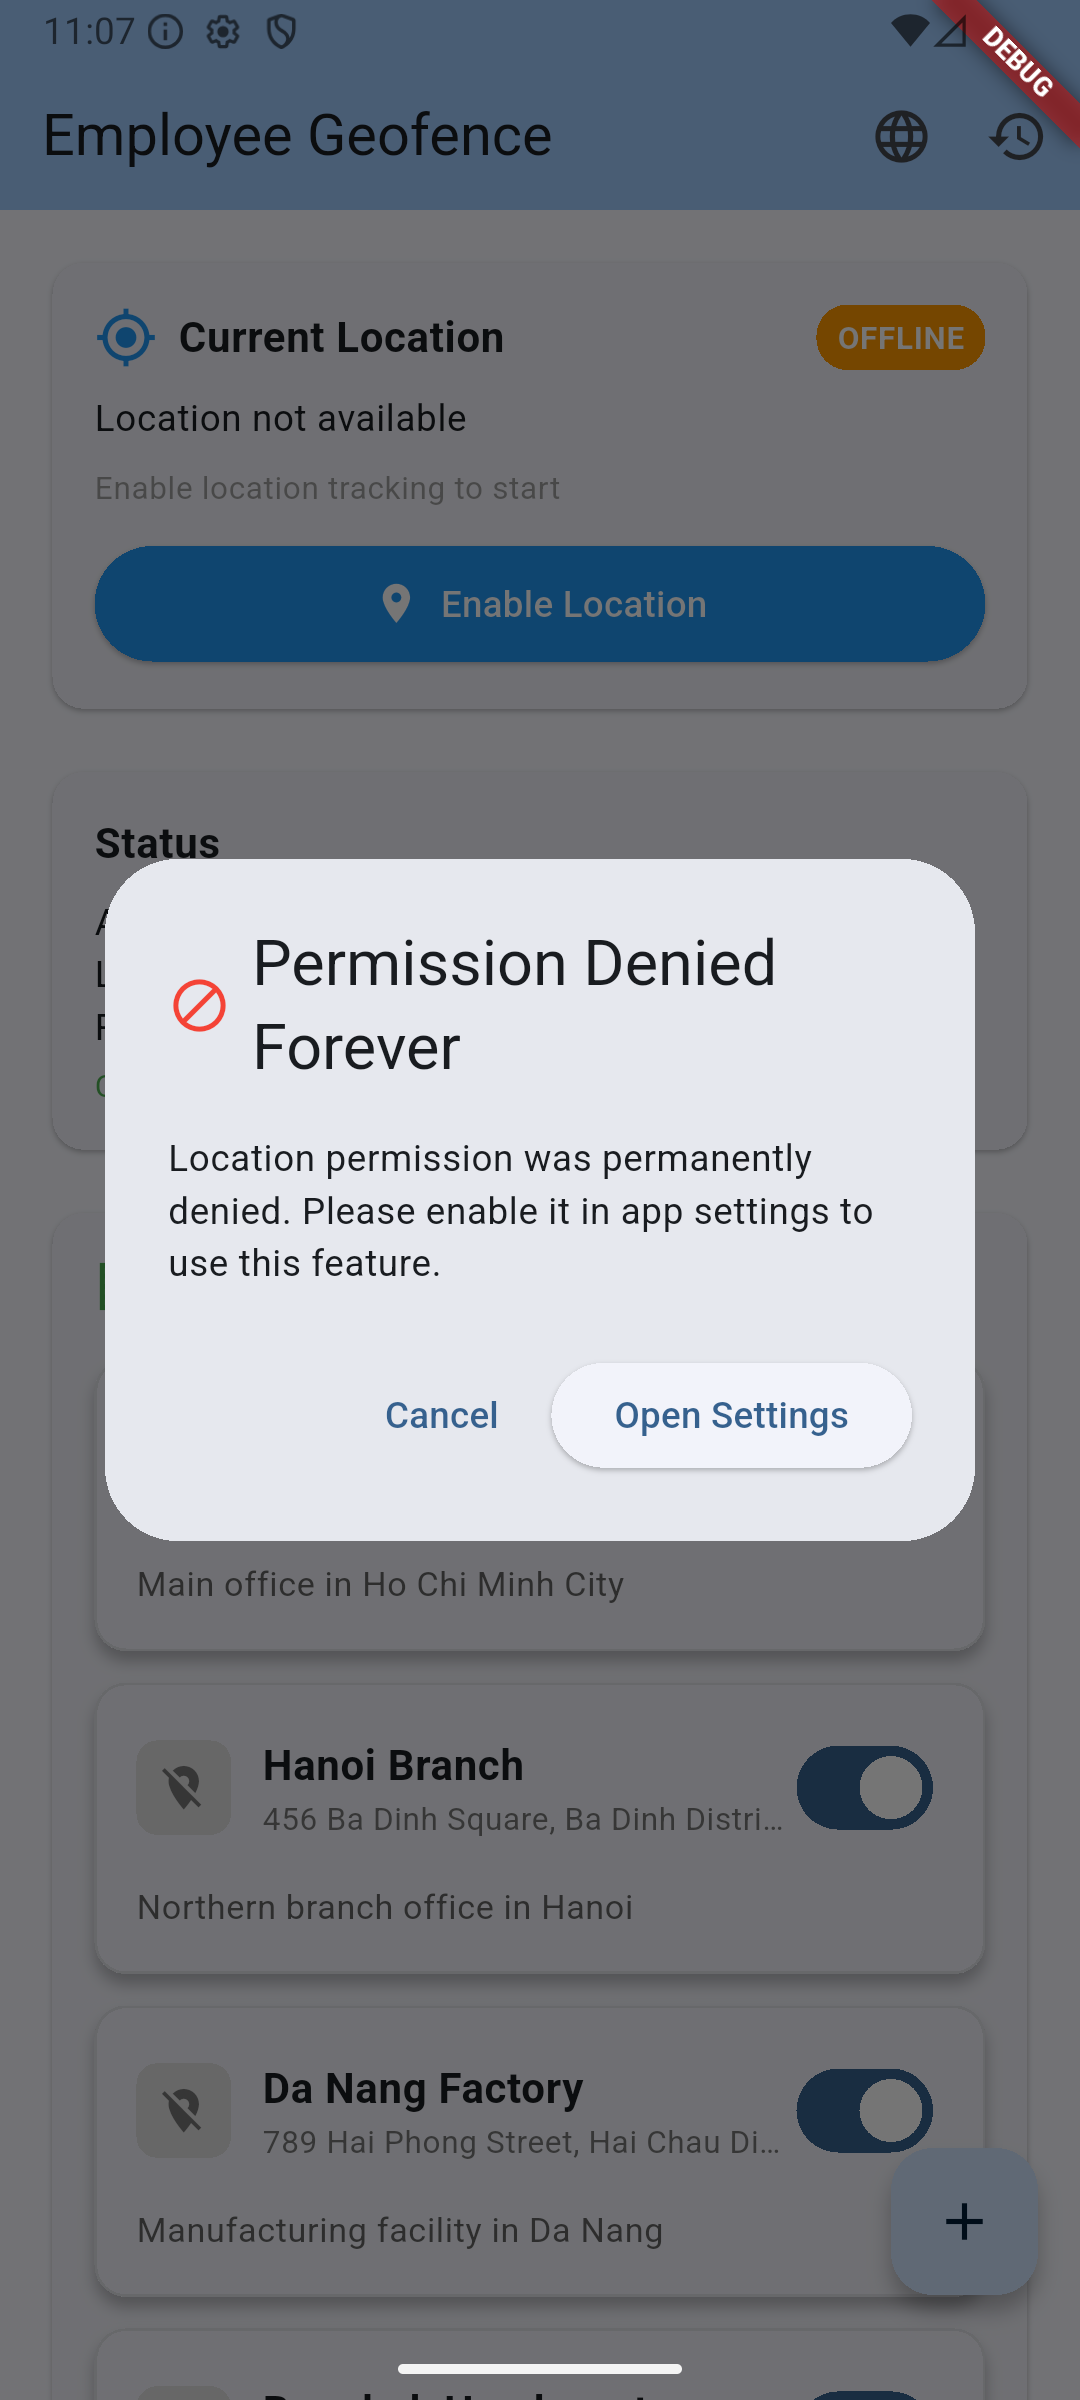 11:07
DEBUG
Employee Geofence
Current Location
OFFLINE
Location not available
Enable location tracking to start
Enable Location
Status
Permission Denied
Forever
Location permission was permanently
denied. Please enable it in app settings to
use this feature.
Cancel
Open Settings
Main office in Ho Chi Minh City
Hanoi Branch
456 Ba Dinh Square, Ba Dinh Distri...
Northern branch office in Hanoi
Da Nang Factory
789 Hai Phong Street, Hai Chau Di...
Manufacturing facility in Da Nang